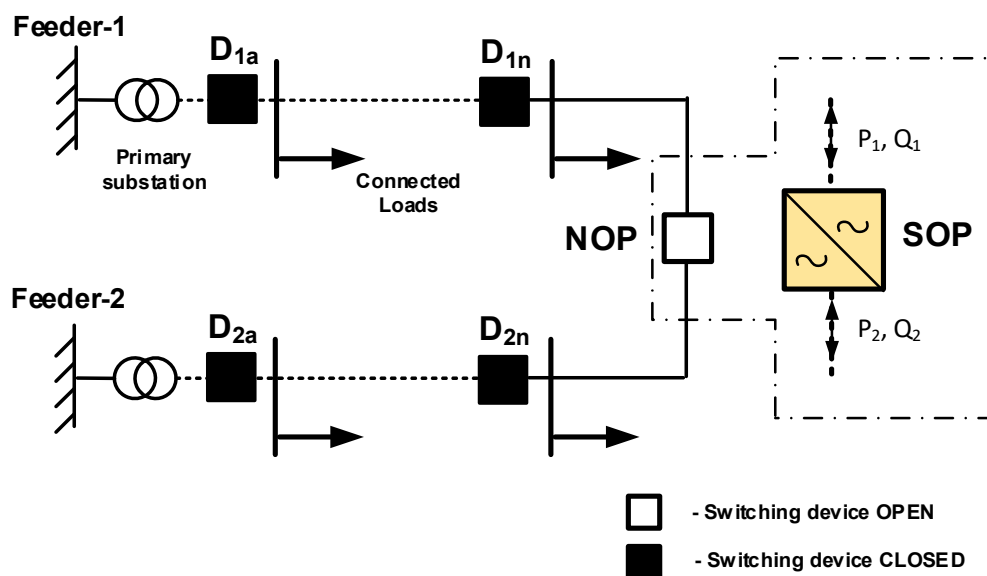 Feeder-1
D1a
D1n
Primary
substation
Connected
Loads
P1, Q1
NOP
SOP
Feeder-2
D2a
D2n
P2, Q2
- Switching device OPEN
- Switching device CLOSED